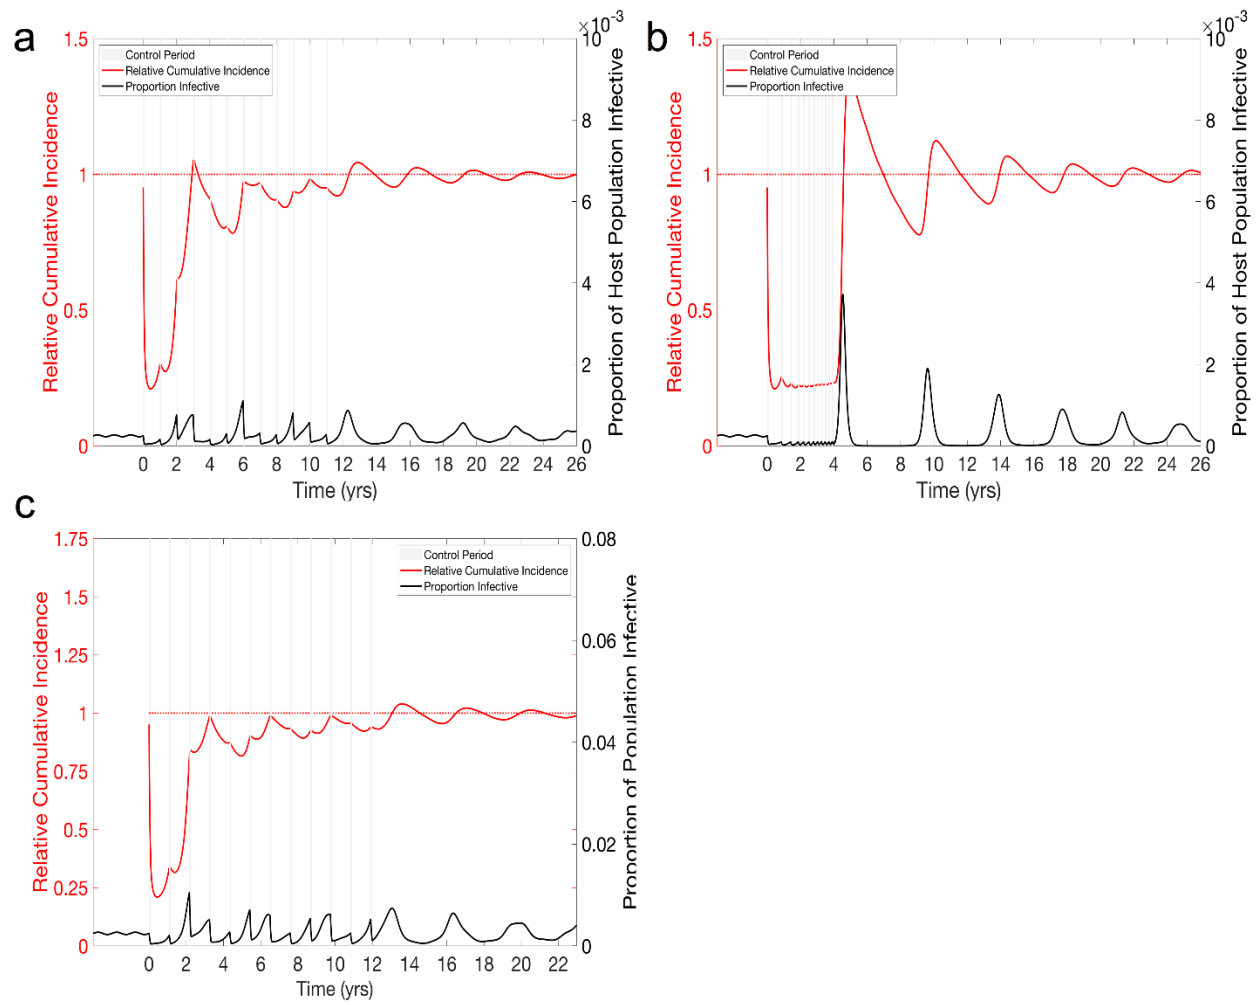 a
×10⁻³
1.5
1
0.5
0
10
8
6
4
2
0
Control Period
Relative Cumulative Incidence
Proportion Infective
Relative Cumulative Incidence
Proportion of Host Population Infective
0 2 4 6 8 10 12 14 16 18 20 22 24 26
Time (yrs)
b
×10⁻³
1.5
1
0.5
0
10
8
6
4
2
0
Control Period
Relative Cumulative Incidence
Proportion Infective
Relative Cumulative Incidence
Proportion of Host Population Infective
0 2 4 6 8 10 12 14 16 18 20 22 24 26
Time (yrs)
c
1.75
1.5
1.25
1
0.75
0.5
0.25
0
0.08
0.06
0.04
0.02
0
Control Period
Relative Cumulative Incidence
Proportion Infective
Relative Cumulative Incidence
Proportion of Population Infective
0 2 4 6 8 10 12 14 16 18 20 22
Time (yrs)